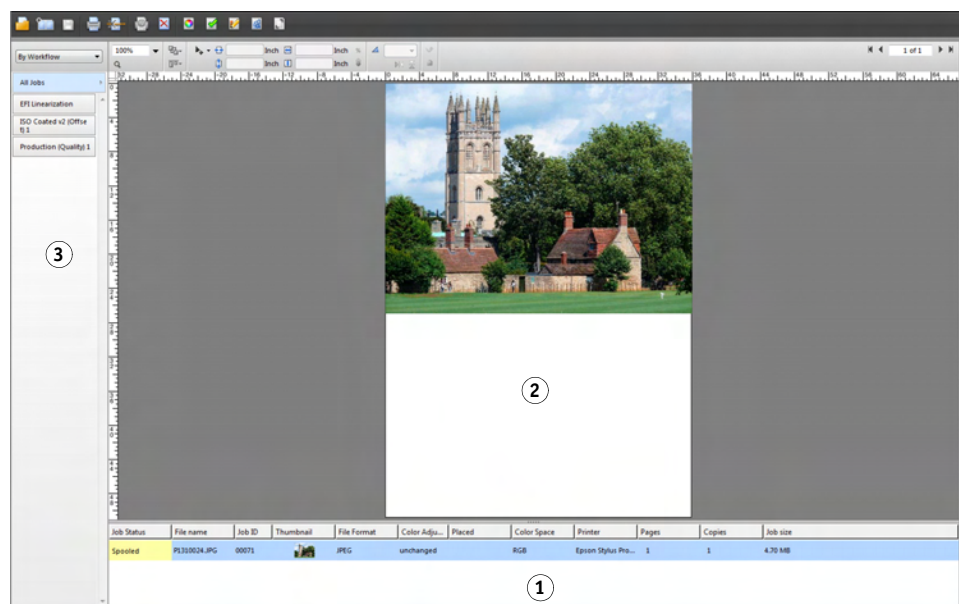 By Workflow
100%
Inch
Inch
Inch
Inch
1 of 1
All Jobs
EFI Linearization
ISO Coated v2 (Offse
t) 1
Production (Quality) 1
3
2
Job Status File name Job ID Thumbnail File Format Color Adju... Placed Color Space Printer Pages Copies Job size
Spooled P1310024.JPG 00071 JPEG unchanged RGB Epson Stylus Pro... 1 1 4.70 MB
1